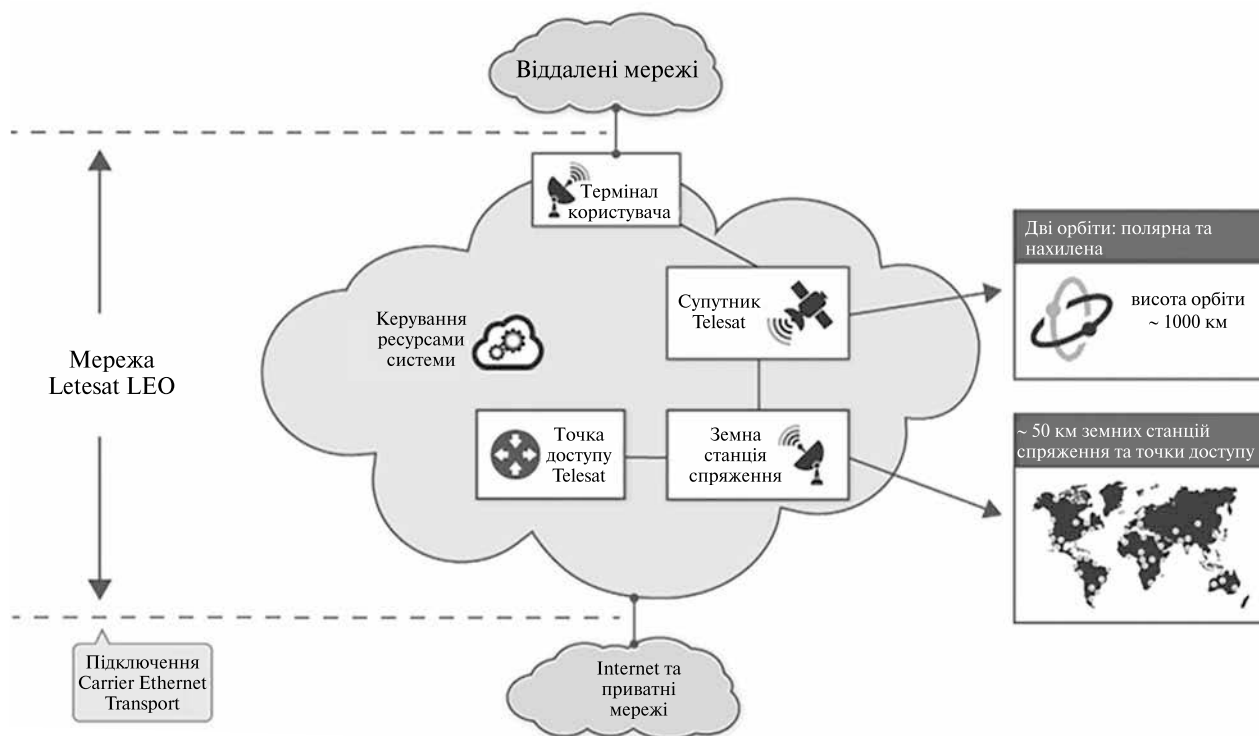 Віддалені мережі
Термінал
користувача
Дві орбіти: полярна та
нахилена
висота орбіти
~ 1000 км
Супутник
Telesat
Керування
ресурсами
системи
Мережа
Letesat LEO
Точка
доступу
Telesat
Земна
станція
спряження
~ 50 км земних станцій
спряження та точки доступу
Підключення
Carrier Ethernet
Transport
Internet та
приватні
мережі